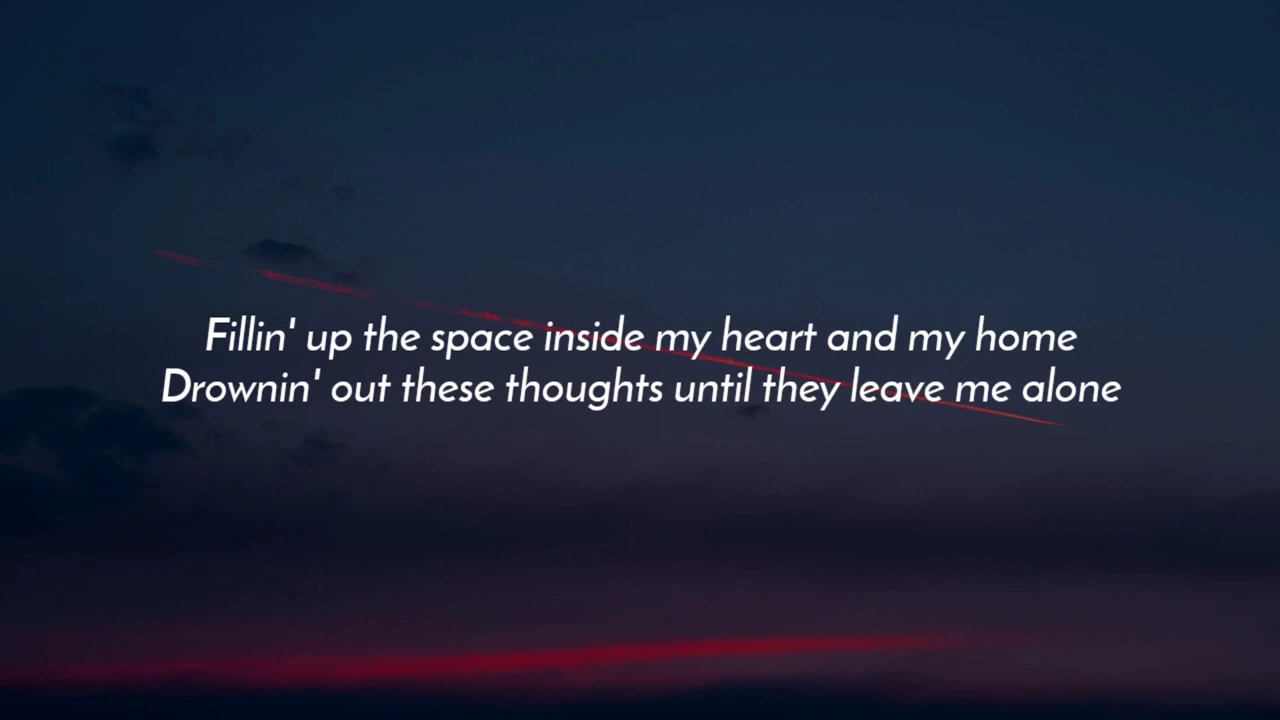 Fillin' up the space inside my heart and my home
Drownin' out these thoughts until they leave me alone